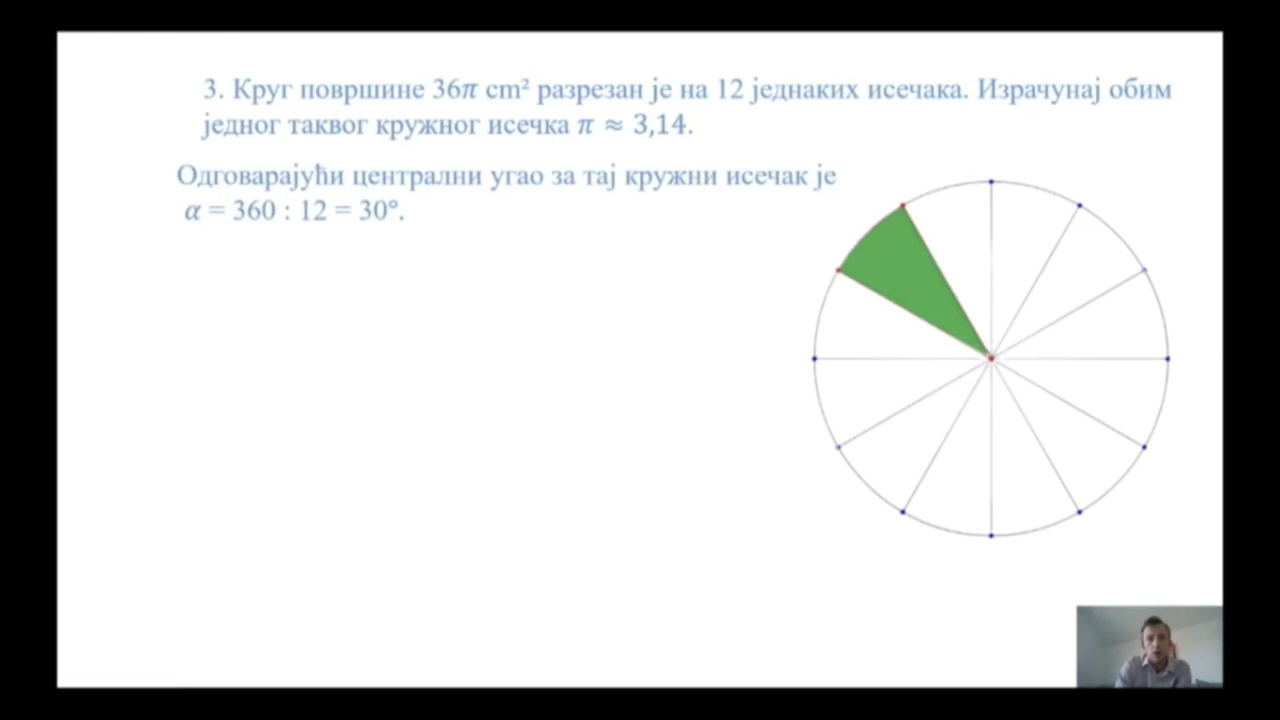 3. Круг површине 36𝜋 cm² разрезан је на 12 једнаких исечака. Израчунај обим
једног таквог кружног исечка 𝜋 ≈ 3,14.
Одговарајући централни угао за тај кружни исечак је
𝛼 = 360 : 12 = 30°.